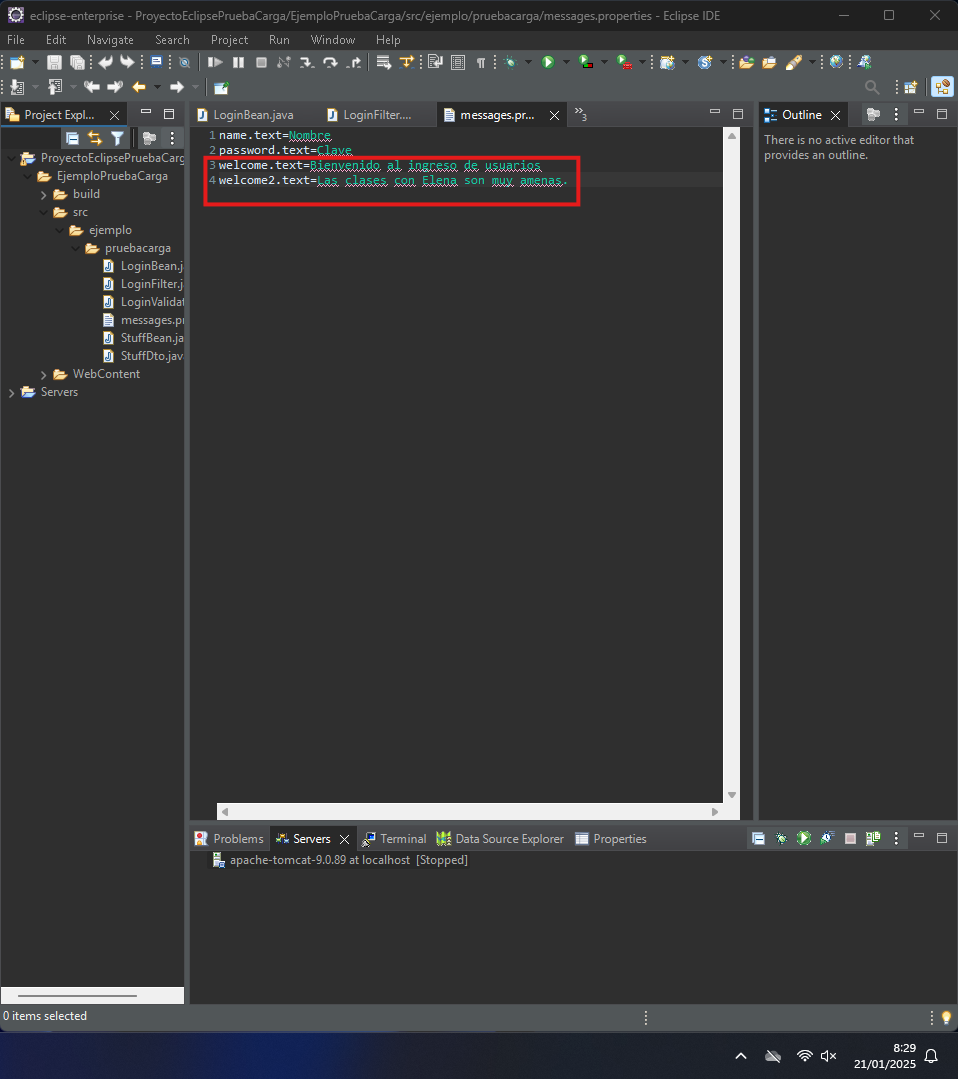 eclipse-enterprise - ProyectoEclipsePruebaCarga/EjemploPruebaCarga/src/ejemplo/pruebacarga/messages.properties - Eclipse IDE
File Edit Navigate Search Project Run Window Help
Project Expl...
ProyectoEclipsePruebaCarg
EjemploPruebaCarga
build
src
ejemplo
pruebacarga
LoginBean.j
LoginFilter.j
LoginValidat
messages.pr
StuffBean.ja
StuffDto.jav
WebContent
Servers
LoginBean.java LoginFilter.... messages.pr... »3
1 name.text=Nombre
2 password.text=Clave
3 welcome.text=Bienvenido al ingreso de usuarios
4 welcome2.text=Las clases con Elena son muy amenas.
Outline
There is no active editor that
provides an outline.
Problems Servers Terminal Data Source Explorer Properties
apache-tomcat-9.0.89 at localhost [Stopped]
0 items selected
8:29
21/01/2025